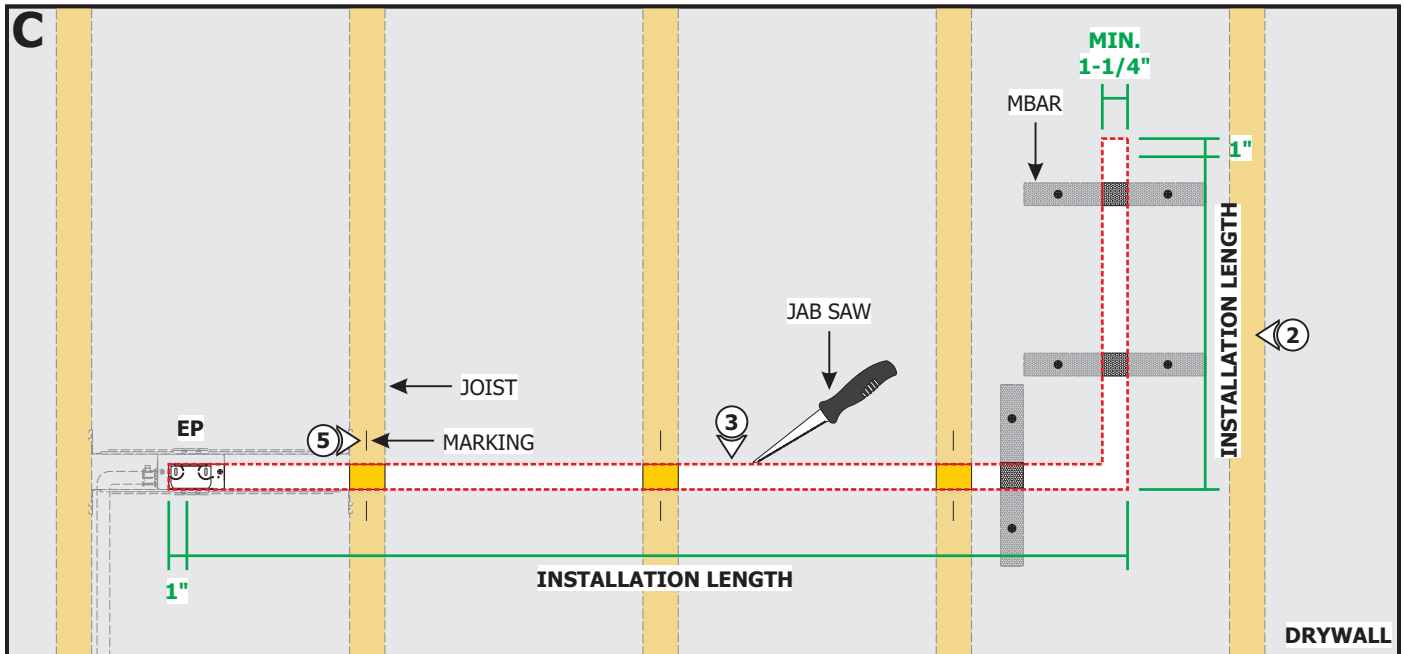 C
MIN.
1-1/4"
MBAR
1"
INSTALLATION LENGTH
2
JAB SAW
JOIST
EP
5
MARKING
3
1"
INSTALLATION LENGTH
DRYWALL